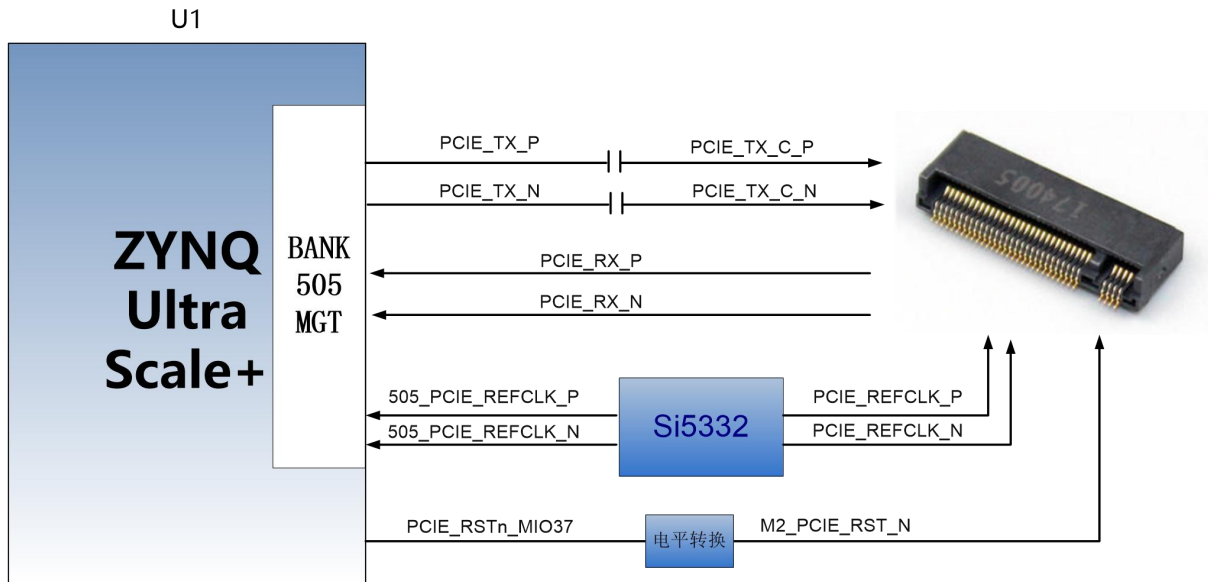 U1
ZYNQ
Ultra
Scale+
BANK
505
MGT
PCIE_TX_P
PCIE_TX_C_P
PCIE_TX_N
PCIE_TX_C_N
PCIE_RX_P
PCIE_RX_N
505_PCIE_REFCLK_P
505_PCIE_REFCLK_N
Si5332
PCIE_REFCLK_P
PCIE_REFCLK_N
PCIE_RSTn_MIO37
电平转换
M2_PCIE_RST_N
174005